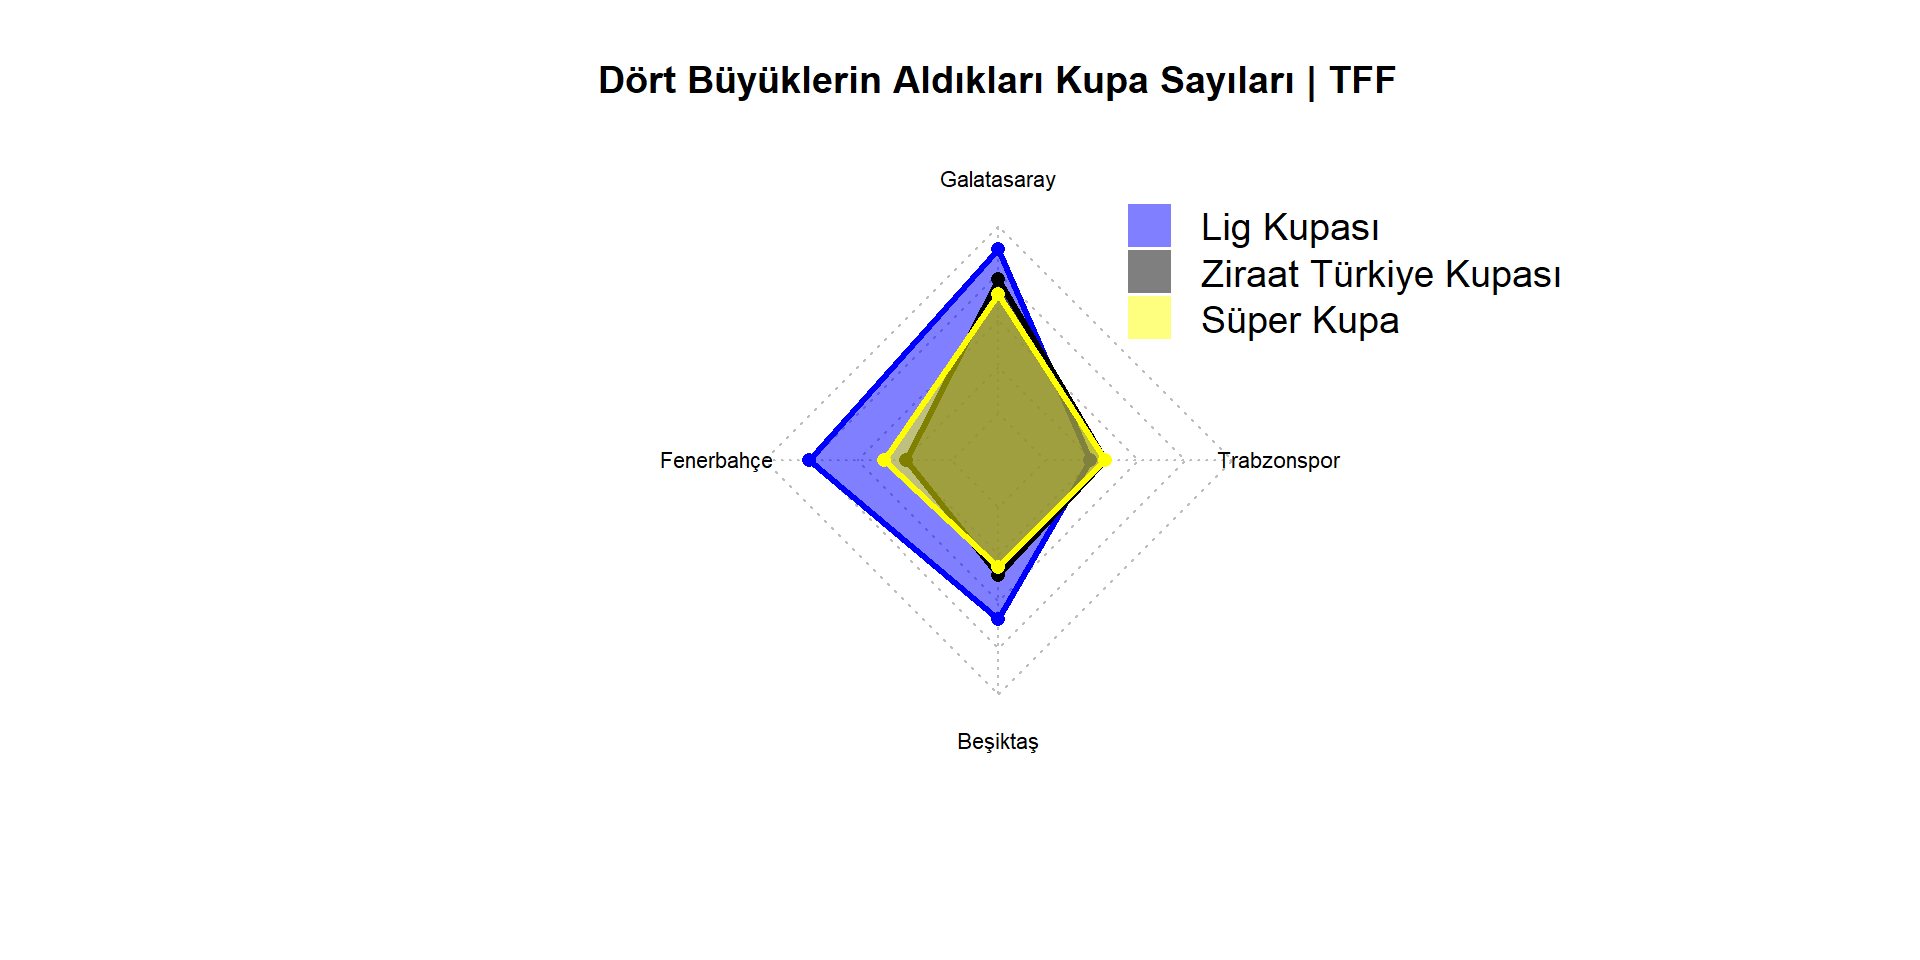 Dört Büyüklerin Aldıkları Kupa Sayıları | TFF
Galatasaray
Lig Kupası
Ziraat Türkiye Kupası
Süper Kupa
Fenerbahçe
Trabzonspor
Beşiktaş